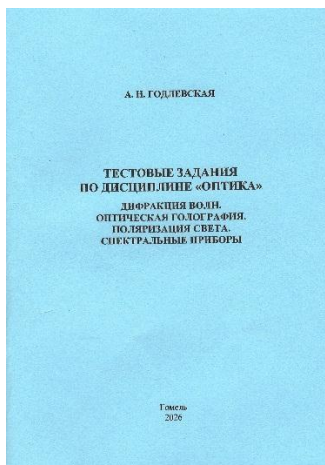 А. Н. ГОДЛЕВСКАЯ
ТЕСТОВЫЕ ЗАДАНИЯ
ПО ДИСЦИПЛИНЕ «ОПТИКА»
ДИФРАКЦИЯ ВОЛН.
ОПТИЧЕСКАЯ ГОЛОГРАФИЯ.
ПОЛЯРИЗАЦИЯ СВЕТА.
СПЕКТРАЛЬНЫЕ ПРИБОРЫ
Гомель
2026